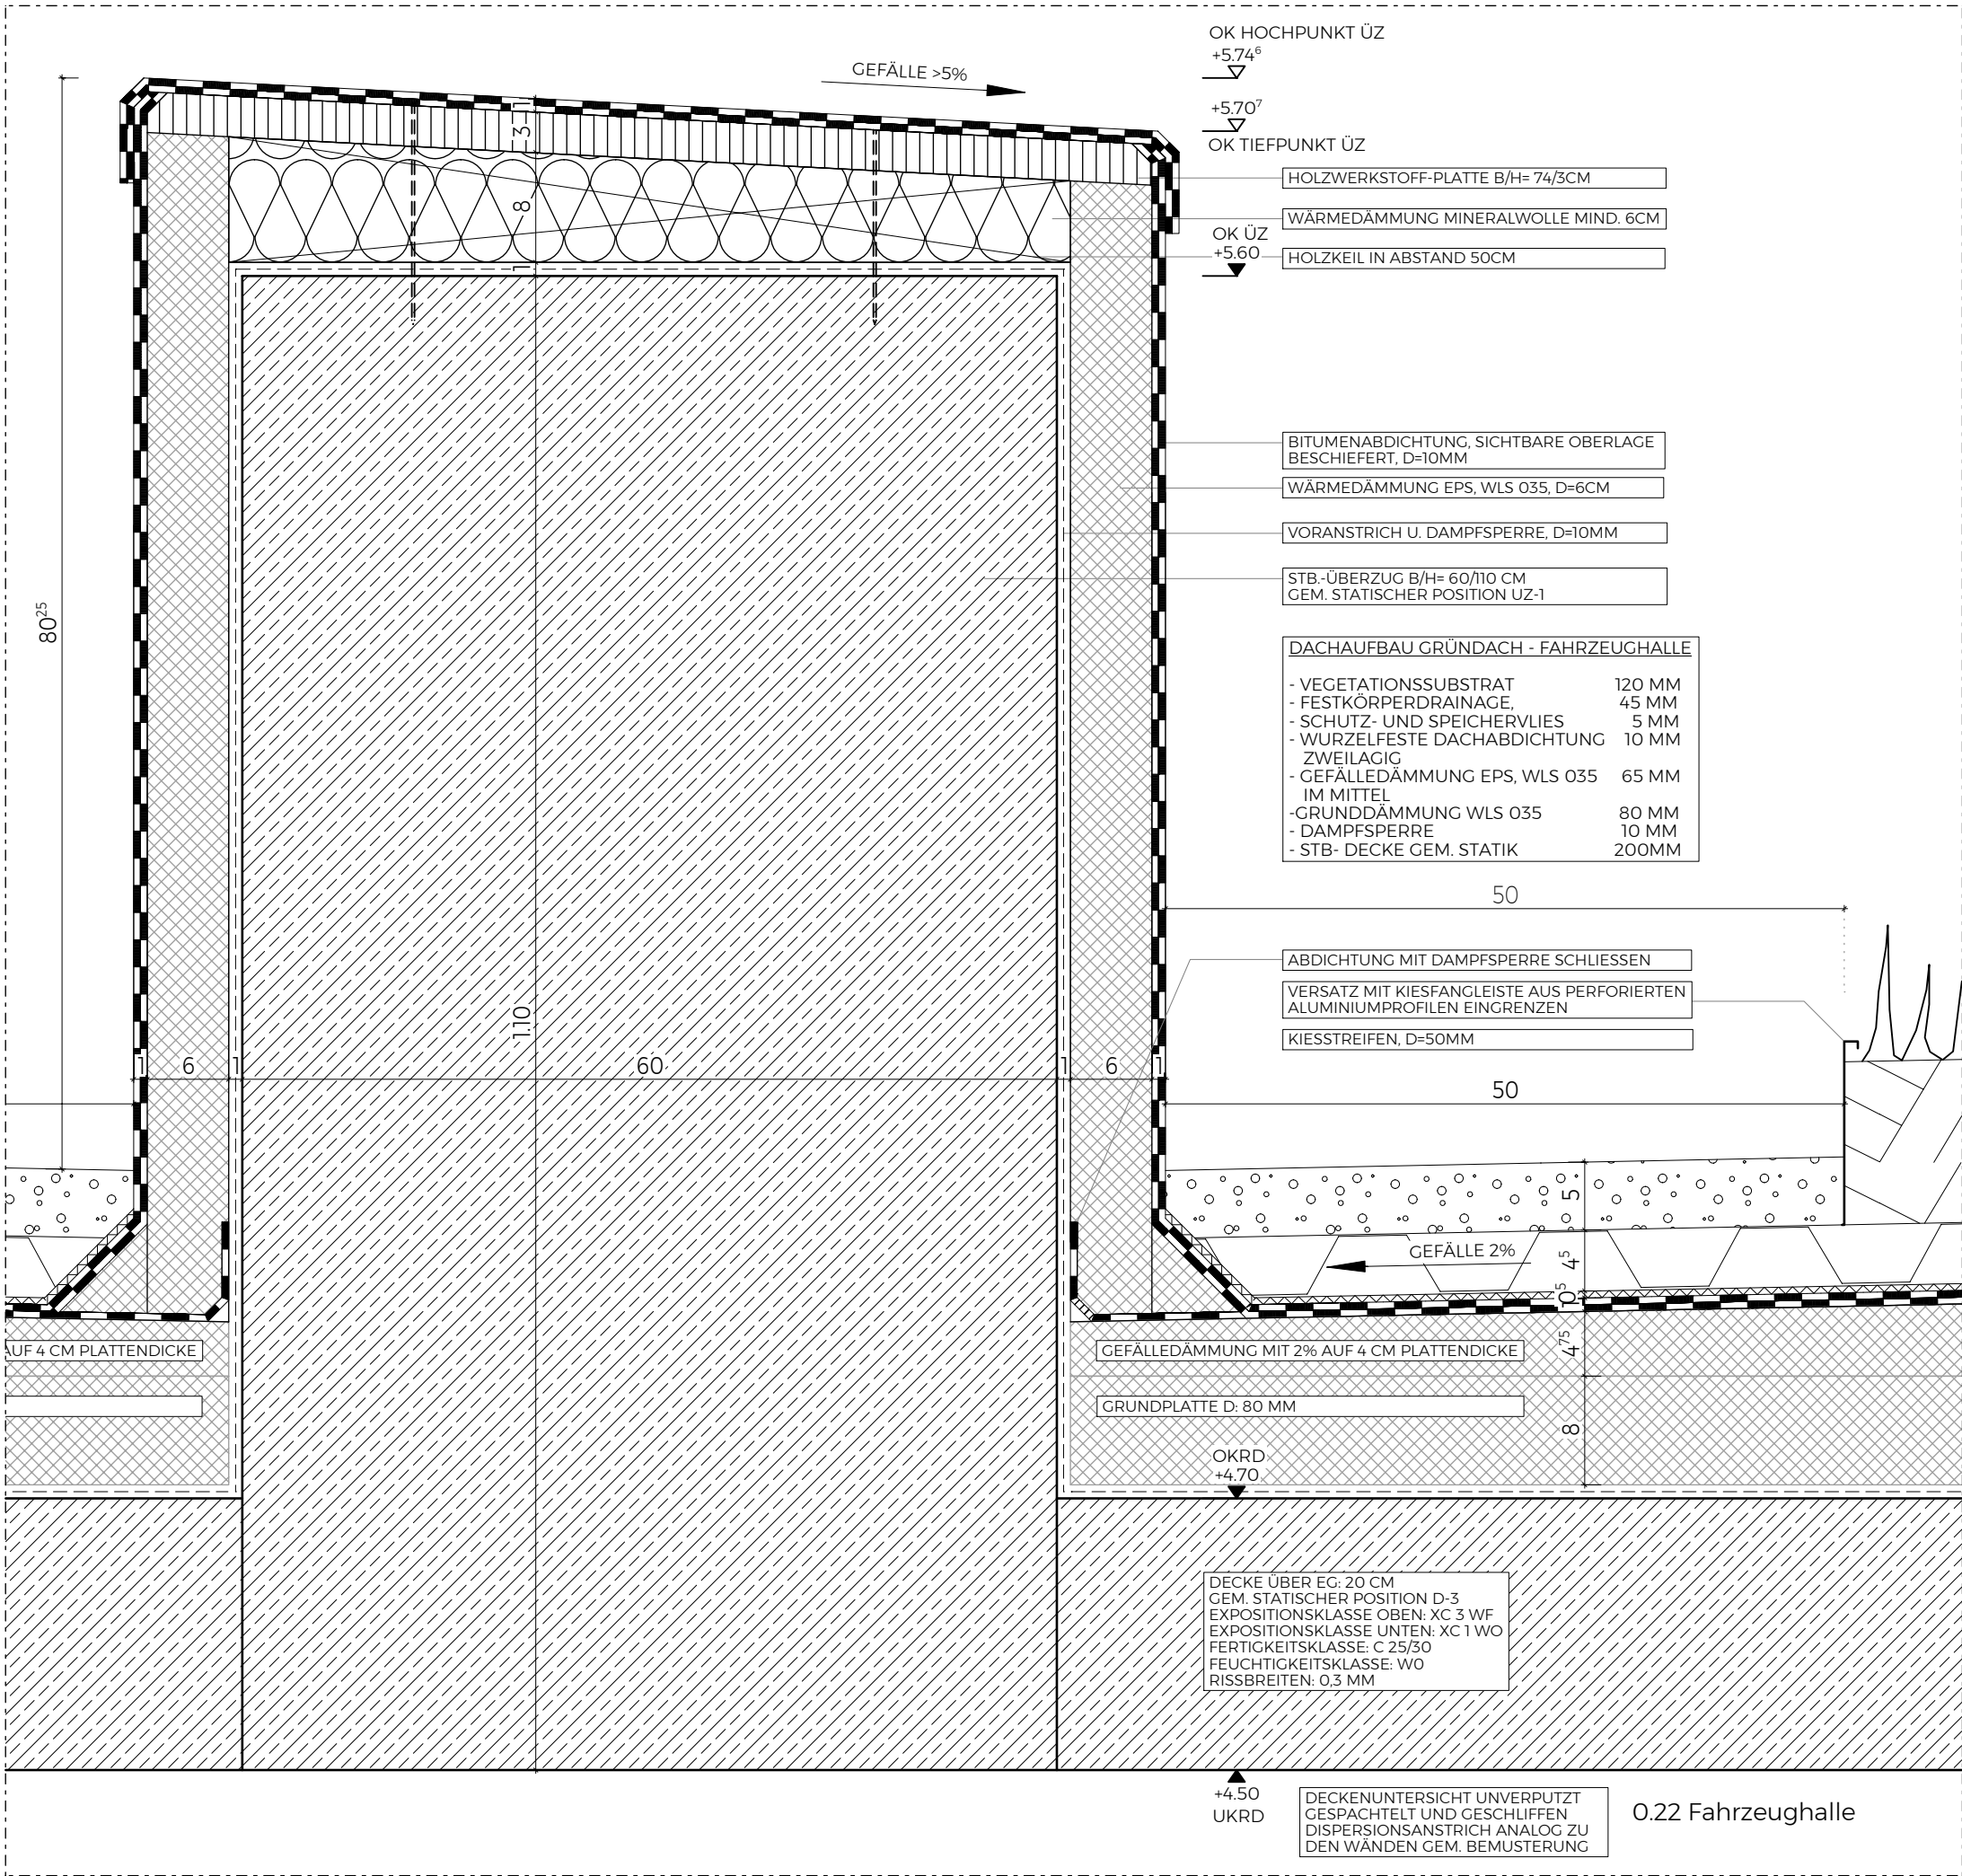 OK HOCHPUNKT ÜZ
+5.74⁶
GEFÄLLE >5%
+5.70⁷
OK TIEFPUNKT ÜZ
1
3
8
1
HOLZWERKSTOFF-PLATTE B/H= 74/3CM
WÄRMEDÄMMUNG MINERALWOLLE MIND. 6CM
OK ÜZ
+5.60
HOLZKEIL IN ABSTAND 50CM
BITUMENABDICHTUNG, SICHTBARE OBERLAGE
BESCHIEFERT, D=10MM
WÄRMEDÄMMUNG EPS, WLS 035, D=6CM
VORANSTRICH U. DAMPFSPERRE, D=10MM
STB.-ÜBERZUG B/H= 60/110 CM
GEM. STATISCHER POSITION UZ-1
80²⁵
DACHAUFBAU GRÜNDACH - FAHRZEUGHALLE
- VEGETATIONSSUBSTRAT 120 MM
- FESTKÖRPERDRAINAGE, 45 MM
- SCHUTZ- UND SPEICHERVLIES 5 MM
- WURZELFESTE DACHABDICHTUNG 10 MM
ZWEILAGIG
- GEFÄLLEDÄMMUNG EPS, WLS 035 65 MM
IM MITTEL
-GRUNDDÄMMUNG WLS 035 80 MM
- DAMPFSPERRE 10 MM
- STB- DECKE GEM. STATIK 200MM
50
ABDICHTUNG MIT DAMPFSPERRE SCHLIESSEN
VERSATZ MIT KIESFANGLEISTE AUS PERFORIERTEN
ALUMINIUMPROFILEN EINGRENZEN
KIESSTREIFEN, D=50MM
1.10
1 6 1 60 1 6 1
50
5
GEFÄLLE 2%
4⁵
10⁵
AUF 4 CM PLATTENDICKE
GEFÄLLEDÄMMUNG MIT 2% AUF 4 CM PLATTENDICKE
4⁷⁵
GRUNDPLATTE D: 80 MM
8
OKRD
+4.70
DECKE ÜBER EG: 20 CM
GEM. STATISCHER POSITION D-3
EXPOSITIONSKLASSE OBEN: XC 3 WF
EXPOSITIONSKLASSE UNTEN: XC 1 WO
FERTIGKEITSKLASSE: C 25/30
FEUCHTIGKEITSKLASSE: WO
RISSBREITEN: 0,3 MM
+4.50
UKRD
DECKENUNTERSICHT UNVERPUTZT
GESPACHTELT UND GESCHLIFFEN
DISPERSIONSANSTRICH ANALOG ZU
DEN WÄNDEN GEM. BEMUSTERUNG
0.22 Fahrzeughalle